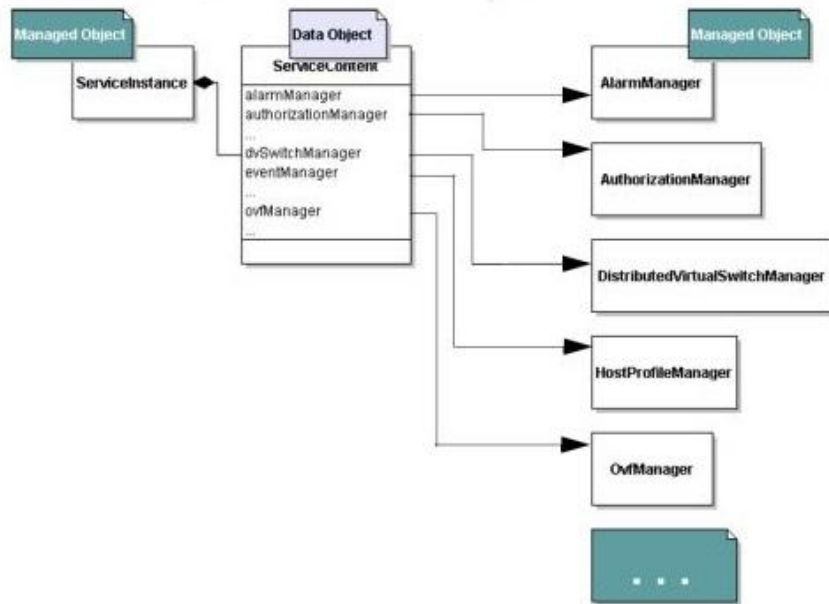 Managed Object
Data Object
Managed Object
ServiceInstance
ServiceContent
AlarmManager
alarmManager
authorizationManager
...
dvSwitchManager
eventManager
...
ovfManager
...
AuthorizationManager
DistributedVirtualSwitchManager
HostProfileManager
OvfManager
. . .